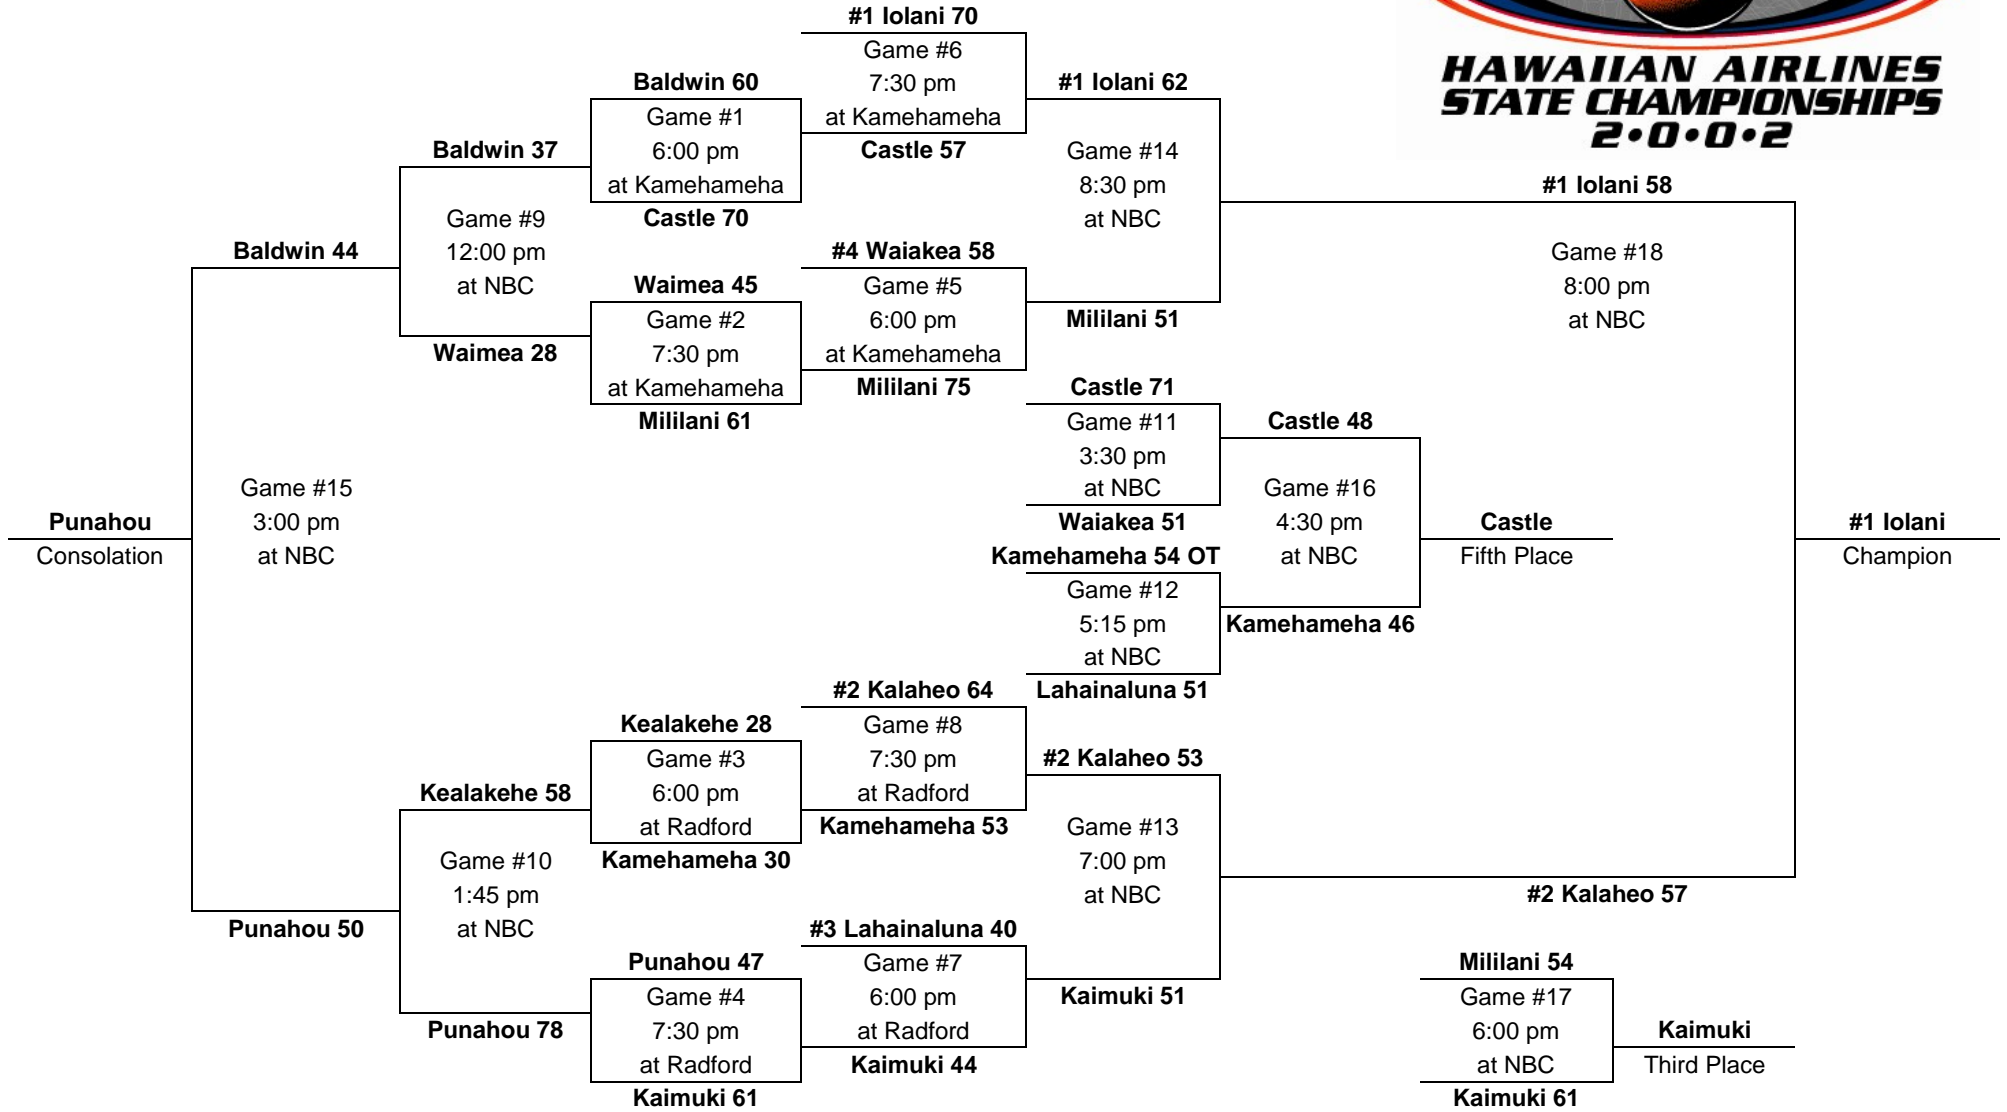 #1 Iolani 70
Game #6
7:30 pm
at Kamehameha
Castle 57
HAWAIIAN AIRLINES
STATE CHAMPIONSHIPS
2•0•0•2
Baldwin 60
Game #1
6:00 pm
at Kamehameha
Castle 70
#1 Iolani 62
Game #14
8:30 pm
at NBC
Mililani 51
Baldwin 37
Game #9
12:00 pm
at NBC
Waimea 28
#4 Waiakea 58
Game #5
6:00 pm
at Kamehameha
Mililani 75
Waimea 45
Game #2
7:30 pm
at Kamehameha
Mililani 61
#1 Iolani 58
Game #18
8:00 pm
at NBC
#2 Kalaheo 57
Baldwin 44
Game #15
3:00 pm
at NBC
Punahou 50
Punahou
Consolation
Castle 71
Game #11
3:30 pm
at NBC
Waiakea 51
Kamehameha 54 OT
Game #12
5:15 pm
at NBC
Lahainaluna 51
Castle 48
Game #16
4:30 pm
at NBC
Kamehameha 46
Castle
Fifth Place
#1 Iolani
Champion
Kealakehe 28
Game #3
6:00 pm
at Radford
Kamehameha 30
#2 Kalaheo 64
Game #8
7:30 pm
at Radford
Kamehameha 53
#2 Kalaheo 53
Game #13
7:00 pm
at NBC
Kaimuki 51
Kealakehe 58
Game #10
1:45 pm
at NBC
Punahou 78
Punahou 47
Game #4
7:30 pm
at Radford
Kaimuki 61
#3 Lahainaluna 40
Game #7
6:00 pm
at Radford
Kaimuki 44
Mililani 54
Game #17
6:00 pm
at NBC
Kaimuki 61
Kaimuki
Third Place